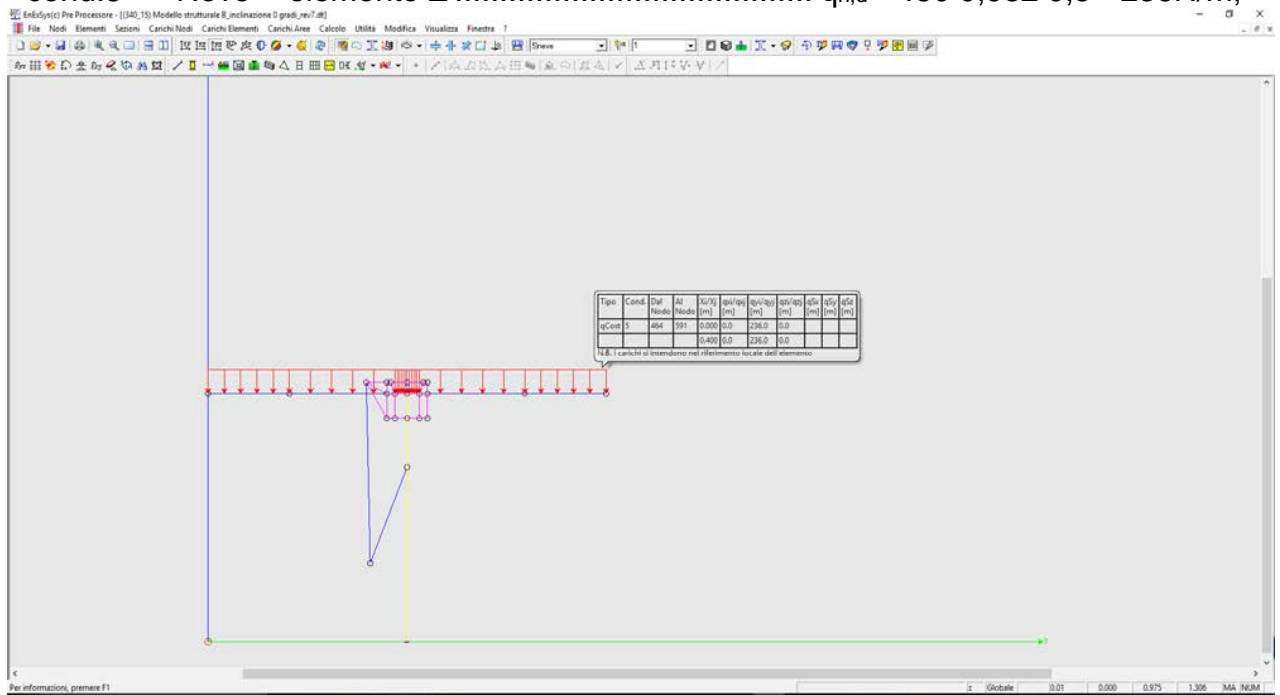 EnExSys(c) Pre Processore - [(340_15) Modello strutturale B_inclinazione 0 gradi_rev7.dt]
File Nodi Elementi Sezioni Carichi Nodi Carichi Elementi Carichi Aree Calcolo Utilità Modifica Visualizza Finestra ?
Sneve 1
Tipo Cond. Dal Nodo Al Nodo Xi/Xj [m] qxi/qxj [m] qyi/qyj [m] qzi/qzj [m] qSx [m] qSy [m] qSz [m]
qCost 5 464 591 0.000 0.0 236.0 0.0
0.400 0.0 236.0 0.0
N.B. i carichi si intendono nel riferimento locale dell'elemento
Per informazioni, premere F1
z Globale 0.01 0.000 0.975 1.306 MA NUM